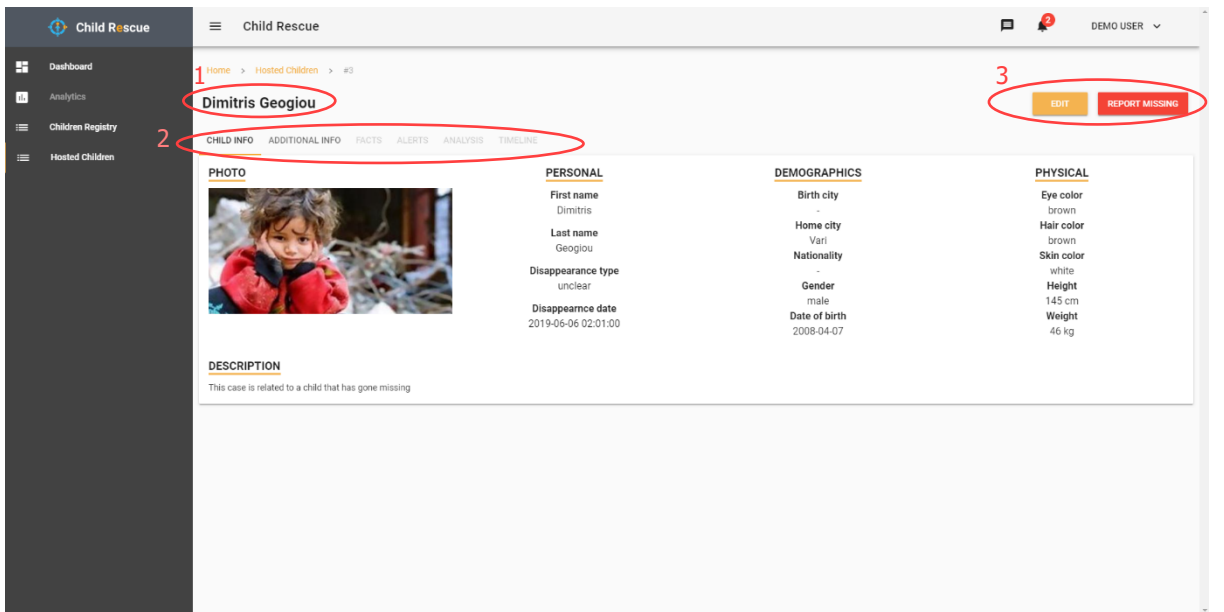 Child Rescue
Child Rescue
2
DEMO USER
Dashboard
Analytics
Children Registry
Hosted Children
Home > Hosted Children > #3
1
Dimitris Geogiou
3
EDIT
REPORT MISSING
2
CHILD INFO ADDITIONAL INFO FACTS ALERTS ANALYSIS TIMELINE
PHOTO
PERSONAL
First name
Dimitris
Last name
Geogiou
Disappearance type
unclear
Disappearnce date
2019-06-06 02:01:00
DEMOGRAPHICS
Birth city
-
Home city
Vari
Nationality
-
Gender
male
Date of birth
2008-04-07
PHYSICAL
Eye color
brown
Hair color
brown
Skin color
white
Height
145 cm
Weight
46 kg
DESCRIPTION
This case is related to a child that has gone missing